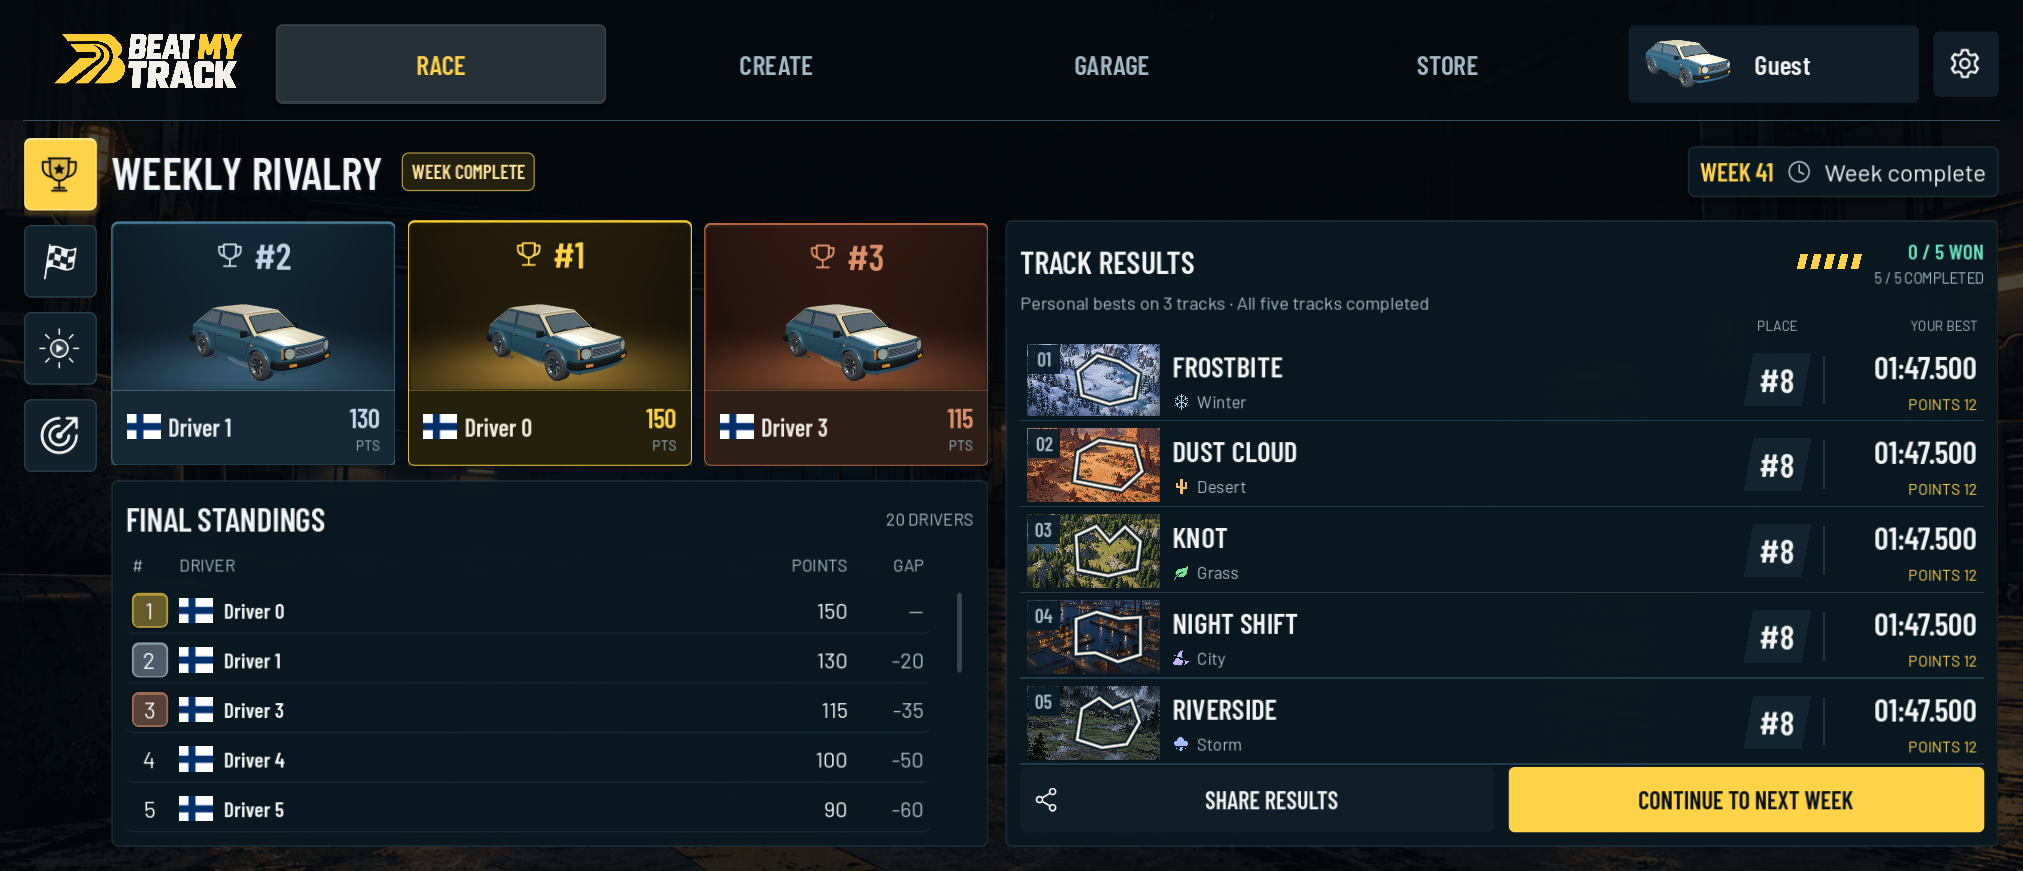 BEAT MY
TRACK
RACE
CREATE
GARAGE
STORE
Guest
WEEKLY RIVALRY
WEEK COMPLETE
WEEK 41 Week complete
#2
Driver 1
130
PTS
#1
Driver 0
150
PTS
#3
Driver 3
115
PTS
FINAL STANDINGS
20 DRIVERS
# DRIVER POINTS GAP
1 Driver 0 150 –
2 Driver 1 130 -20
3 Driver 3 115 -35
4 Driver 4 100 -50
5 Driver 5 90 -60
TRACK RESULTS
0 / 5 WON
5 / 5 COMPLETED
Personal bests on 3 tracks · All five tracks completed
PLACE YOUR BEST
01 FROSTBITE #8 01:47.500
Winter POINTS 12
02 DUST CLOUD #8 01:47.500
Desert POINTS 12
03 KNOT #8 01:47.500
Grass POINTS 12
04 NIGHT SHIFT #8 01:47.500
City POINTS 12
05 RIVERSIDE #8 01:47.500
Storm POINTS 12
SHARE RESULTS
CONTINUE TO NEXT WEEK